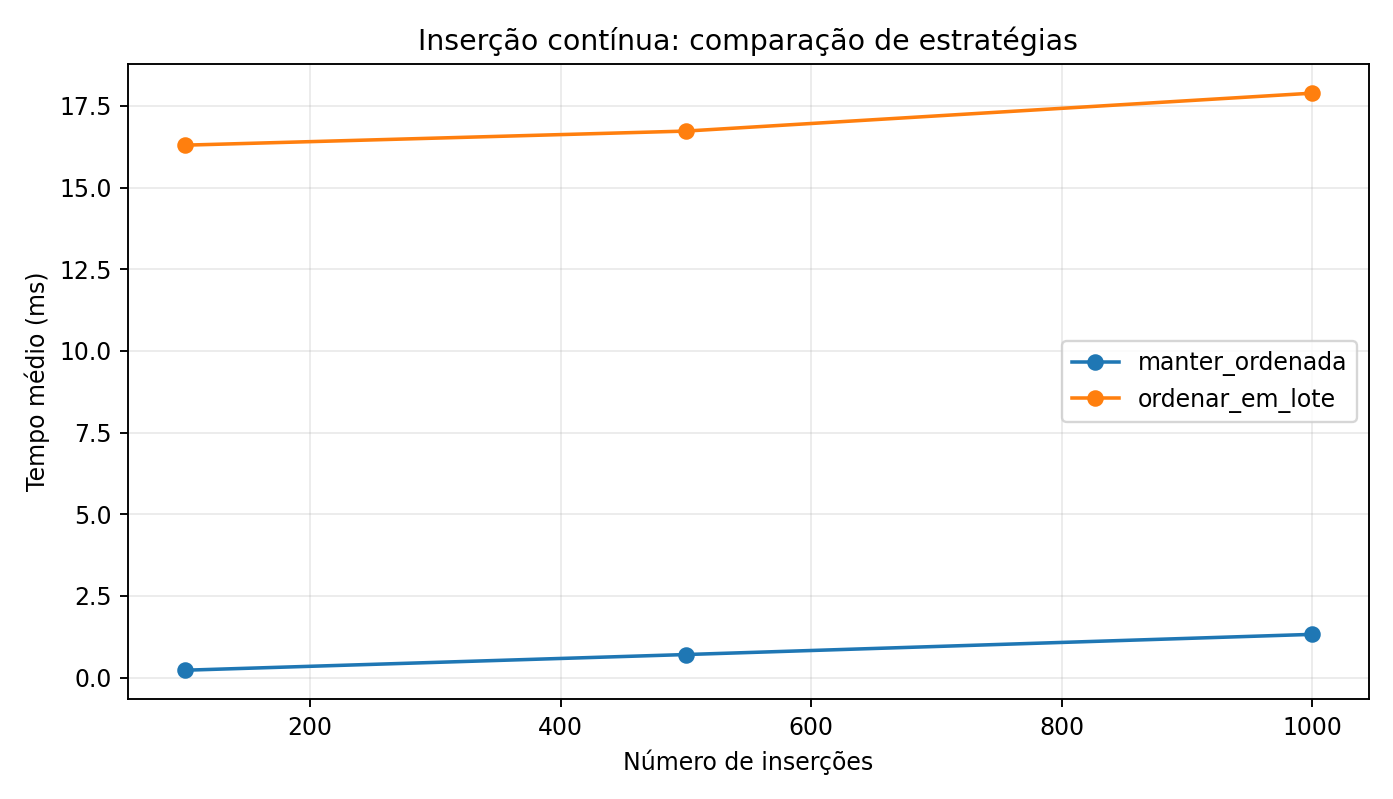 Inserção contínua: comparação de estratégias
Tempo médio (ms)
17.5
15.0
12.5
10.0
7.5
5.0
2.5
0.0
manter_ordenada
ordenar_em_lote
200
400
600
800
1000
Número de inserções